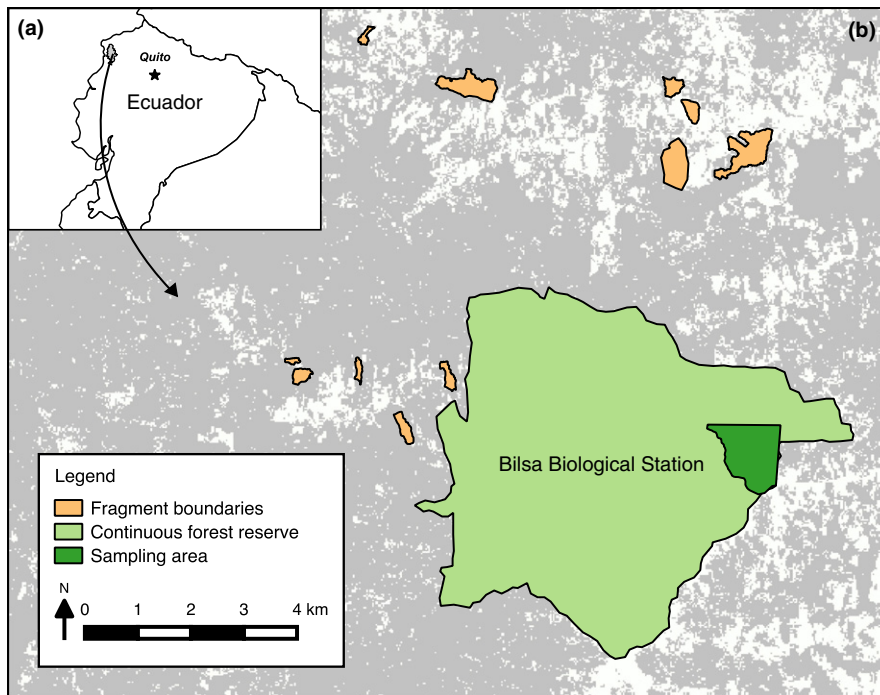 (a)
(b)
Quito
Ecuador
Bilsa Biological Station
Legend
Fragment boundaries
Continuous forest reserve
Sampling area
N
0 1 2 3 4 km